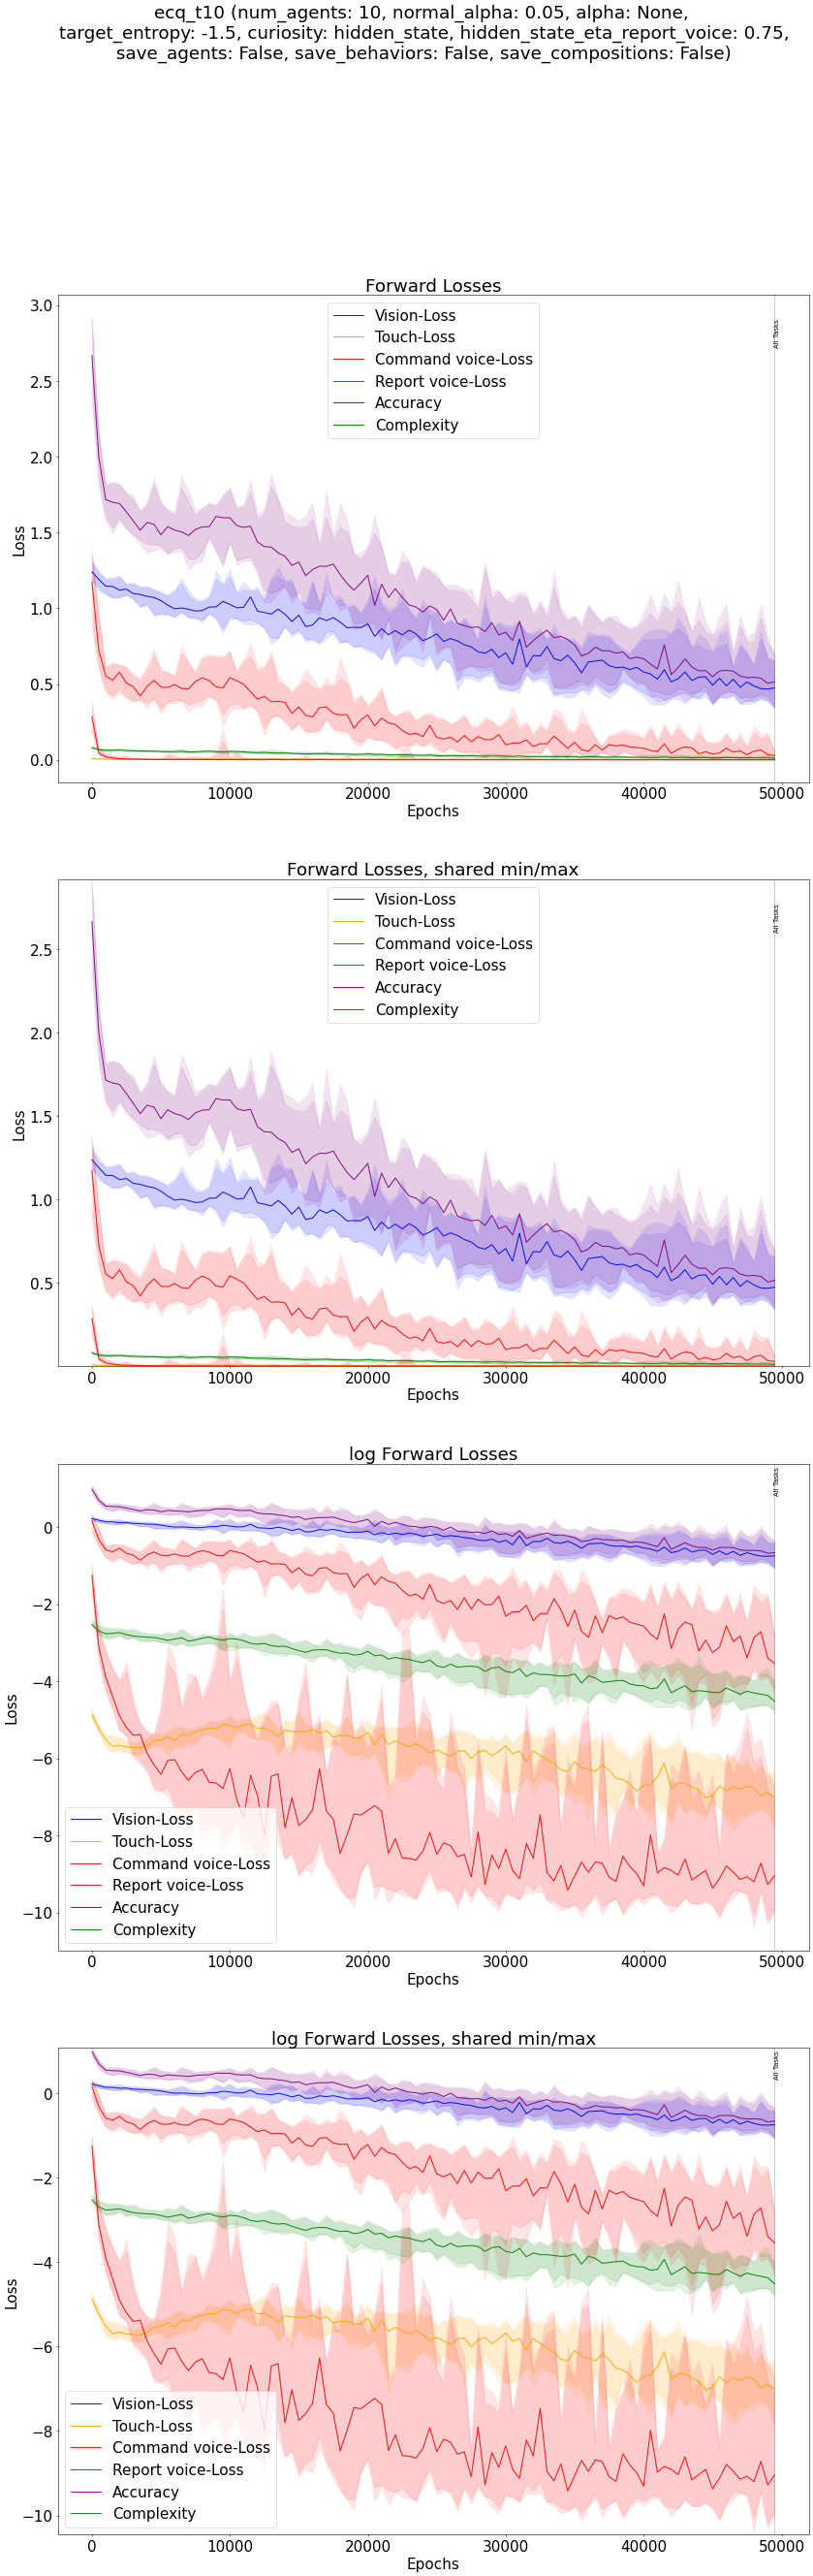 ecq_t10 (num_agents: 10, normal_alpha: 0.05, alpha: None,
target_entropy: -1.5, curiosity: hidden_state, hidden_state_eta_report_voice: 0.75,
save_agents: False, save_behaviors: False, save_compositions: False)
Forward Losses
3.0
2.5
2.0
1.5
1.0
0.5
0.0
Loss
Vision-Loss
Touch-Loss
Command voice-Loss
Report voice-Loss
Accuracy
Complexity
All Tasks
0 10000 20000 30000 40000 50000
Epochs
Forward Losses, shared min/max
2.5
2.0
1.5
1.0
0.5
Loss
Vision-Loss
Touch-Loss
Command voice-Loss
Report voice-Loss
Accuracy
Complexity
All Tasks
0 10000 20000 30000 40000 50000
Epochs
log Forward Losses
0
−2
−4
−6
−8
−10
Loss
Vision-Loss
Touch-Loss
Command voice-Loss
Report voice-Loss
Accuracy
Complexity
All Tasks
0 10000 20000 30000 40000 50000
Epochs
log Forward Losses, shared min/max
0
−2
−4
−6
−8
−10
Loss
Vision-Loss
Touch-Loss
Command voice-Loss
Report voice-Loss
Accuracy
Complexity
All Tasks
0 10000 20000 30000 40000 50000
Epochs